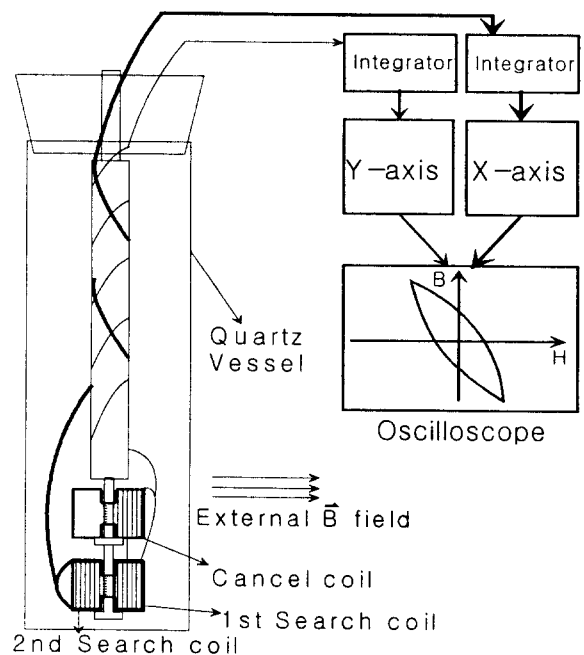 Integrator
Integrator
Y-axis
X-axis
B
H
Oscilloscope
Quartz
Vessel
External B⃗ field
Cancel coil
1st Search coil
2nd Search coil